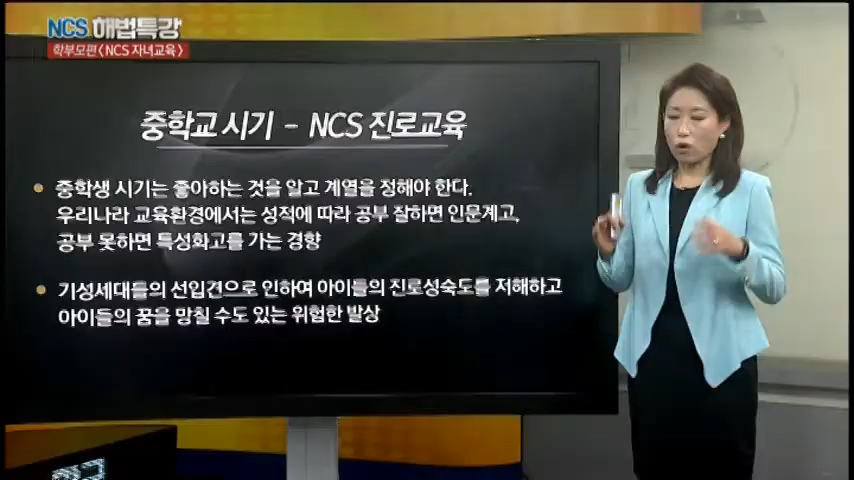 NCS 해법특강
학부모편<NCS 자녀교육>
중학교 시기 - NCS 진로교육
중학생 시기는 좋아하는 것을 알고 계열을 정해야 한다.
우리나라 교육환경에서는 성적에 따라 공부 잘하면 인문계고,
공부 못하면 특성화고를 가는 경향
기성세대들의 선입견으로 인하여 아이들의 진로성숙도를 저해하고
아이들의 꿈을 망칠 수도 있는 위험한 발상